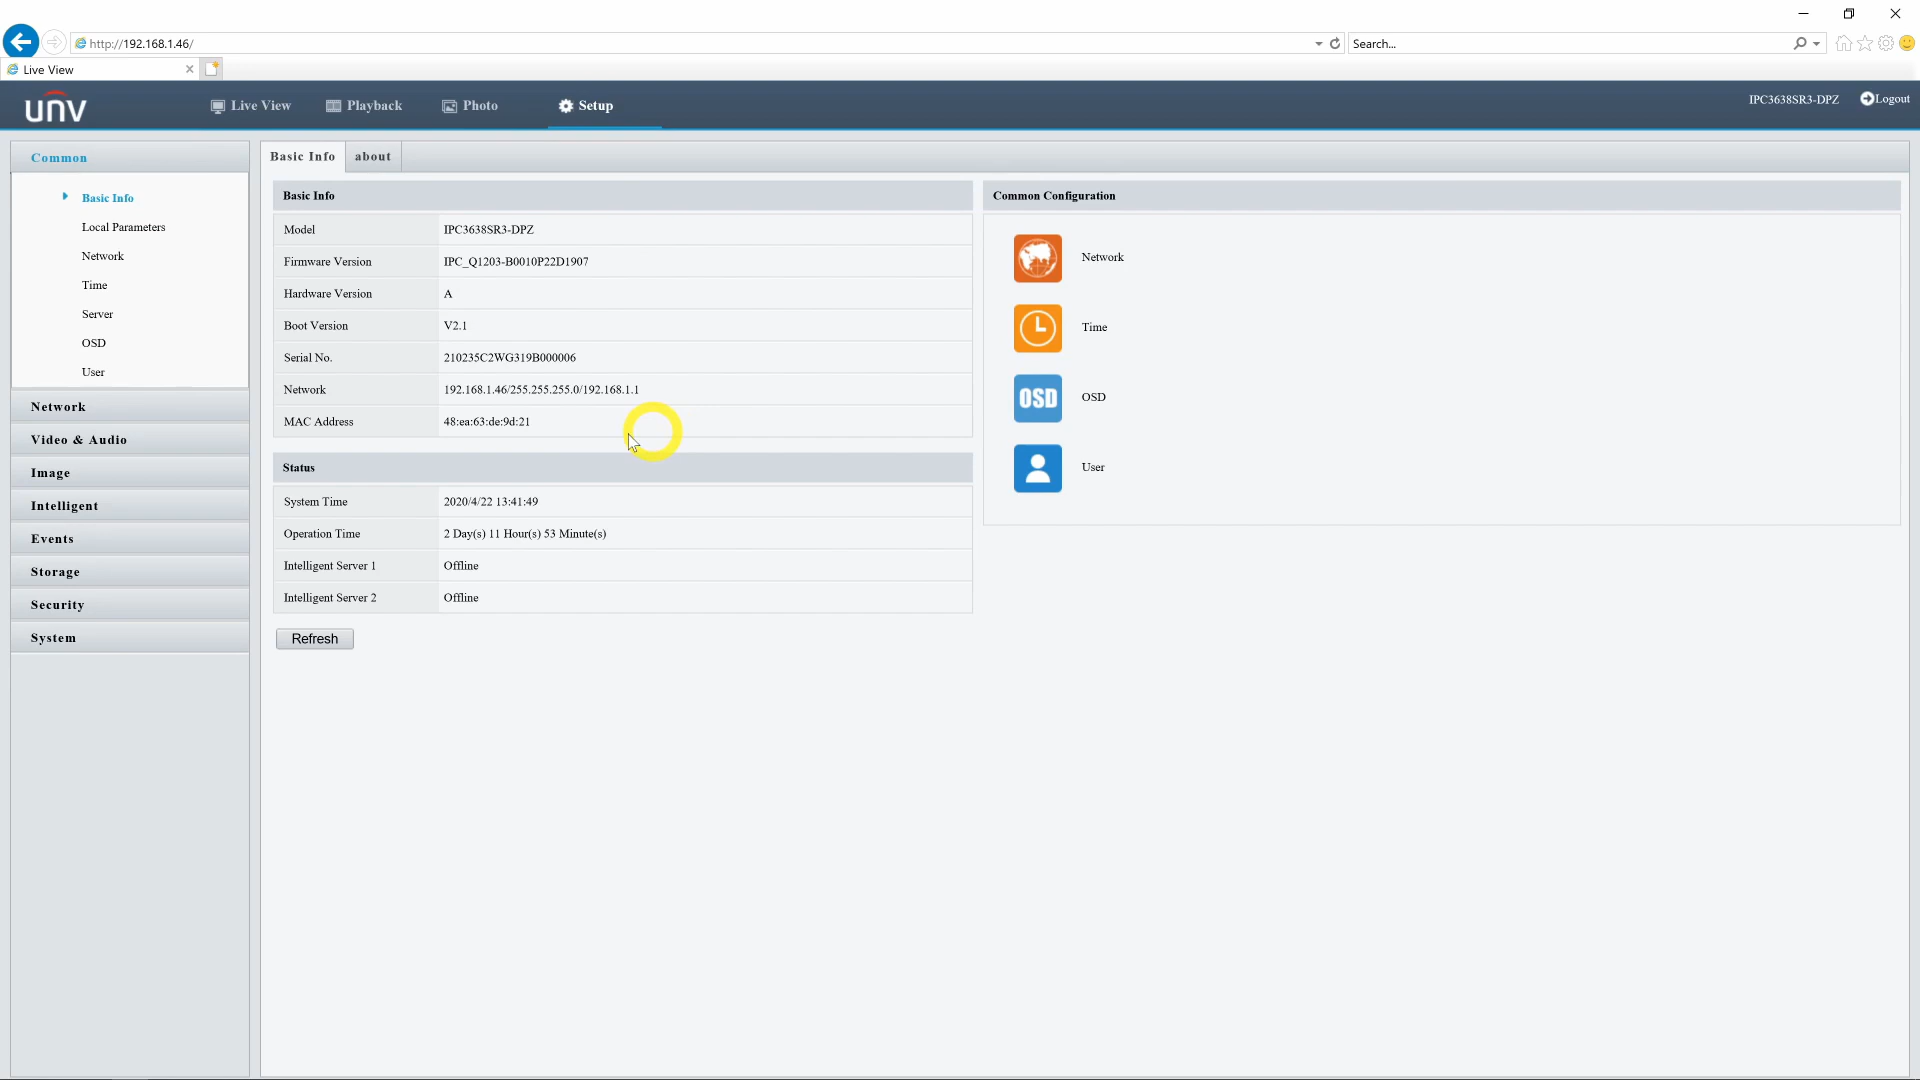 http://192.168.1.46/
Search...
Live View
unv
Live View
Playback
Photo
Setup
IPC3638SR3-DPZ
Logout
Common
Basic Info
Local Parameters
Network
Time
Server
OSD
User
Network
Video & Audio
Image
Intelligent
Events
Storage
Security
System
Basic Info
about
Basic Info
Model IPC3638SR3-DPZ
Firmware Version IPC_Q1203-B0010P22D1907
Hardware Version A
Boot Version V2.1
Serial No. 210235C2WG319B000006
Network 192.168.1.46/255.255.255.0/192.168.1.1
MAC Address 48:ea:63:de:9d:21
Status
System Time 2020/4/22 13:41:49
Operation Time 2 Day(s) 11 Hour(s) 53 Minute(s)
Intelligent Server 1 Offline
Intelligent Server 2 Offline
Refresh
Common Configuration
Network
Time
OSD OSD
User